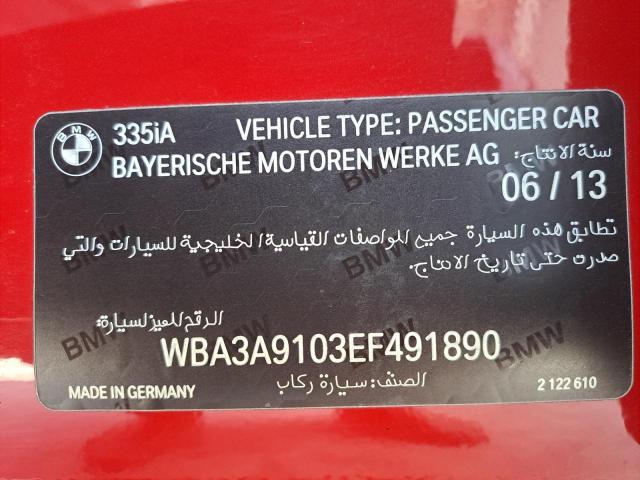 BMW 335iA VEHICLE TYPE: PASSENGER CAR
BAYERISCHE MOTOREN WERKE AG سنة الانتاج:
06 / 13
تطابق هذه السيارة جميع المواصفات القياسية الخليجية للسيارات والتي
صدرت حتى تاريخ الانتاج.
الرقم المميز للسيارة:
WBA3A9103EF491890
الصنف: سيارة ركاب
MADE IN GERMANY 2 122 610